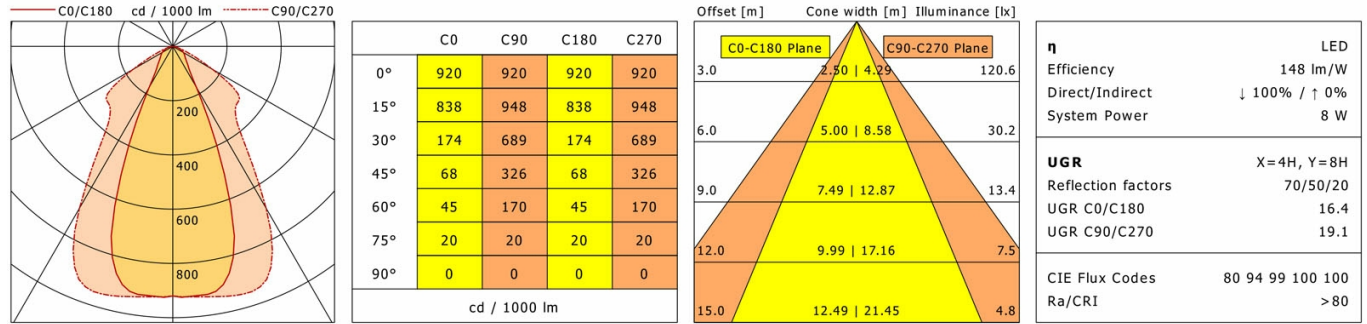 C0/C180 cd / 1000 lm C90/C270
200
400
600
800
C0 C90 C180 C270
0° 920 920 920 920
15° 838 948 838 948
30° 174 689 174 689
45° 68 326 68 326
60° 45 170 45 170
75° 20 20 20 20
90° 0 0 0 0
cd / 1000 lm
Offset [m] Cone width [m] Illuminance [lx]
C0-C180 Plane C90-C270 Plane
3.0 2.50 | 4.29 120.6
6.0 5.00 | 8.58 30.2
9.0 7.49 | 12.87 13.4
12.0 9.99 | 17.16 7.5
15.0 12.49 | 21.45 4.8
η LED
Efficiency 148 lm/W
Direct/Indirect ↓ 100% / ↑ 0%
System Power 8 W
UGR X=4H, Y=8H
Reflection factors 70/50/20
UGR C0/C180 16.4
UGR C90/C270 19.1
CIE Flux Codes 80 94 99 100 100
Ra/CRI >80